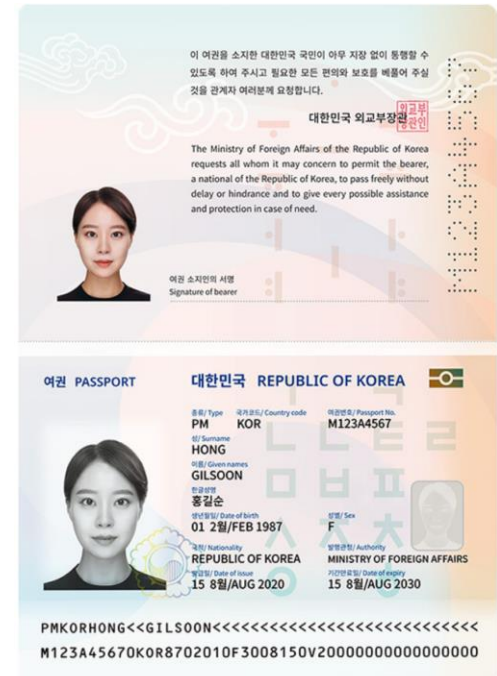 이 여권을 소지한 대한민국 국민이 아무 지장 없이 통행할 수
있도록 하여 주시고 필요한 모든 편의와 보호를 베풀어 주실
것을 관계자 여러분께 요청합니다.
대한민국 외교부장관
외교부
장관인
The Ministry of Foreign Affairs of the Republic of Korea
requests all whom it may concern to permit the bearer,
a national of the Republic of Korea, to pass freely without
delay or hindrance and to give every possible assistance
and protection in case of need.
여권 소지인의 서명
Signature of bearer
M123A4567
여권 PASSPORT
대한민국 REPUBLIC OF KOREA
종류/ Type 국가코드/ Country code 여권번호/ Passport No.
PM KOR M123A4567
성/ Surname
HONG
이름/ Given names
GILSOON
한글성명
홍길순
생년월일/ Date of birth 성별/ Sex
01 2월/FEB 1987 F
국적/ Nationality 발행관청/ Authority
REPUBLIC OF KOREA MINISTRY OF FOREIGN AFFAIRS
발급일/ Date of issue 기간만료일/ Date of expiry
15 8월/AUG 2020 15 8월/AUG 2030
PMKORHONG<<GILSOON<<<<<<<<<<<<<<<<<<<<<<<<<<
M123A45670KOR8702010F3008150V20000000000000000